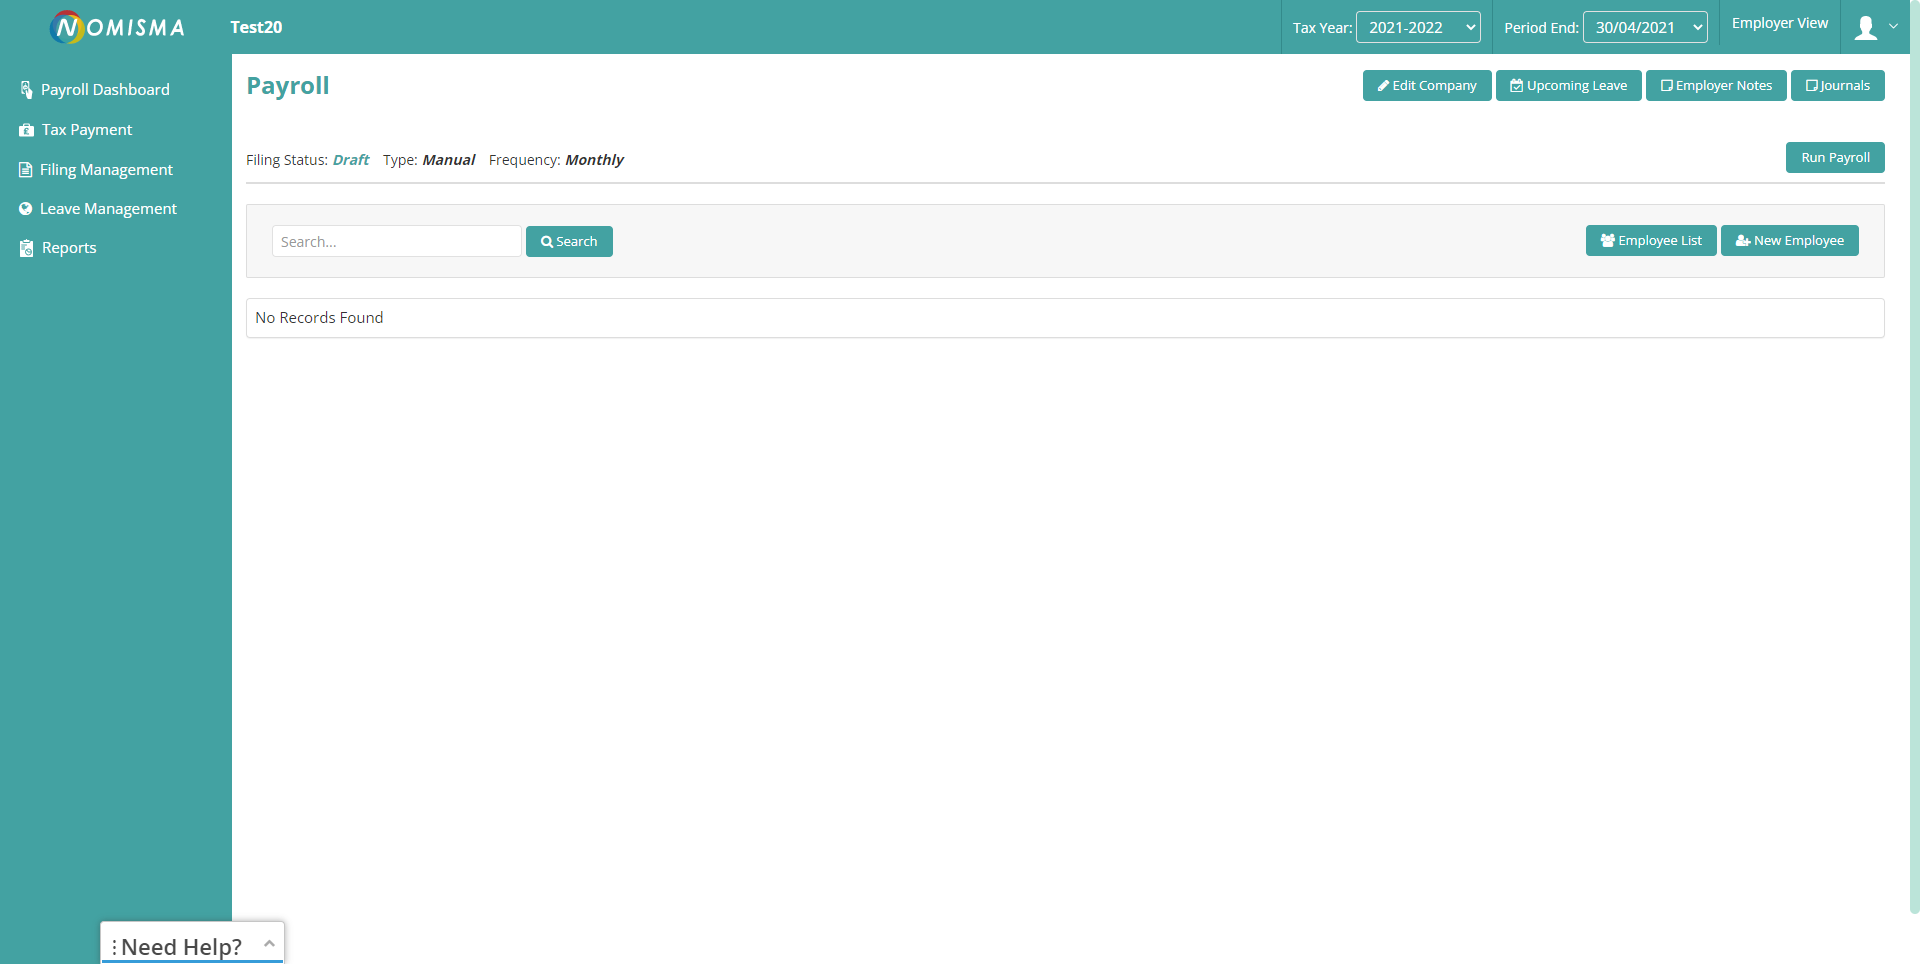 NOMISMA
Test20
Tax Year: 2021-2022
Period End: 30/04/2021
Employer View
Payroll Dashboard
Tax Payment
Filing Management
Leave Management
Reports
Payroll
Edit Company
Upcoming Leave
Employer Notes
Journals
Filing Status: Draft Type: Manual Frequency: Monthly
Run Payroll
Search...
Search
Employee List
New Employee
No Records Found
Need Help?